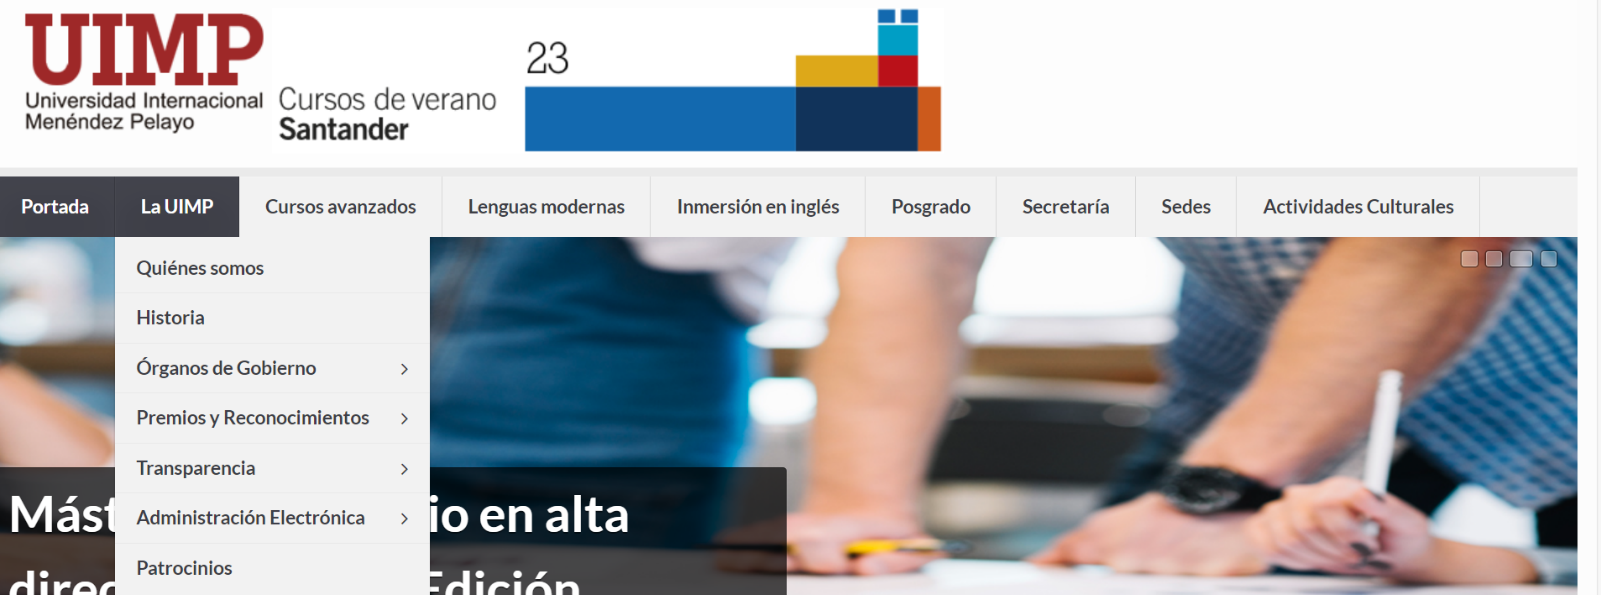 UIMP
Universidad Internacional
Menéndez Pelayo
Cursos de verano
Santander
23
Portada
La UIMP
Cursos avanzados
Lenguas modernas
Inmersión en inglés
Posgrado
Secretaría
Sedes
Actividades Culturales
Quiénes somos
Historia
Órganos de Gobierno
Premios y Reconocimientos
Transparencia
Administración Electrónica
Patrocinios
en alta
Edición